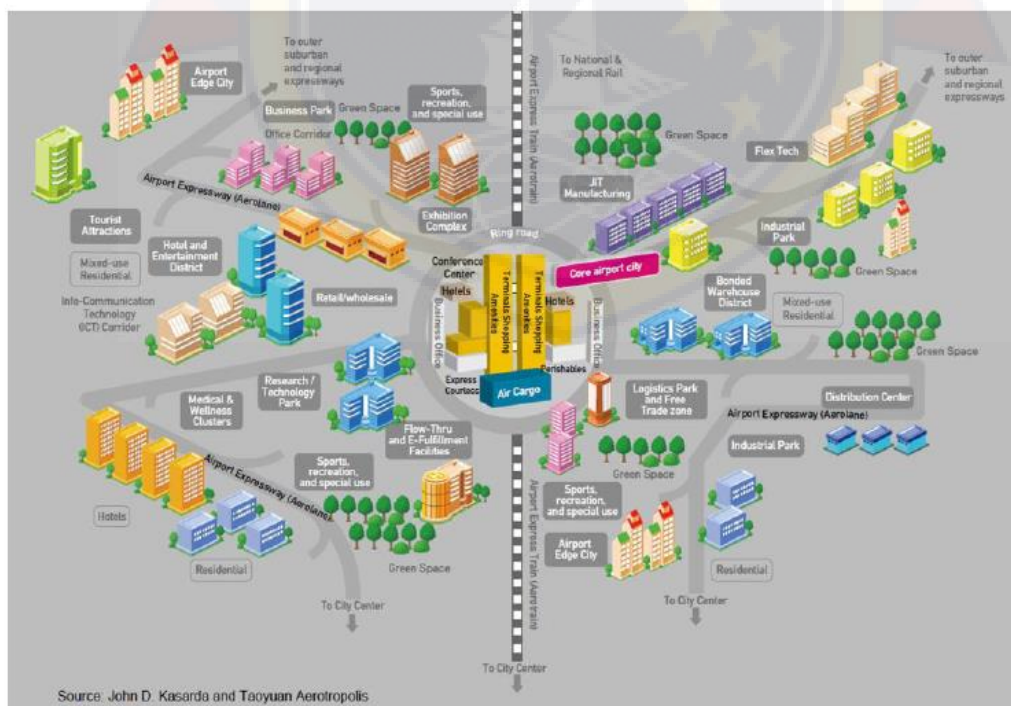 To outer
suburban
and regional
expressways
Airport
Edge City
Business Park
Green Space
Sports,
recreation, and
special use
Office Corridor
Airport Express Train (Aerotrain)
To National &
Regional Rail
To outer
suburban
and regional
expressways
Green Space
Flex Tech
JiT
Manufacturing
Airport Expressway (Aerolane)
Tourist
Attractions
Exhibition
Complex
Ring road
Industrial
Park
Green Space
Mixed-use
Residential
Hotel and
Entertainment
District
Conference
Center
Hotels
Terminals Shopping
Amenities
Terminals Shopping
Amenities
Hotels
Core airport city
Bonded
Warehouse
District
Mixed-use
Residential
Info-Communication
Technology
(ICT) Corridor
Retail/wholesale
Business Office
Business Office
Green Space
Express
Perishables
Air Cargo
Research /
Technology
Park
Medical &
Wellness
Clusters
Logistics Park
and Free
Trade zone
Distribution Center
Airport Expressway (Aerolane)
Industrial Park
Flow-Thru
and E-Fulfillment
Facilities
Airport Expressway (Aerolane)
Sports,
recreation,
and special use
Green Space
Hotels
Airport Express Train (Aerotrain)
Sports,
recreation,
and special use
Airport
Edge City
Green Space
Residential
Residential
To City Center
To City Center
To City Center
Source: John D. Kasarda and Taoyuan Aerotropolis